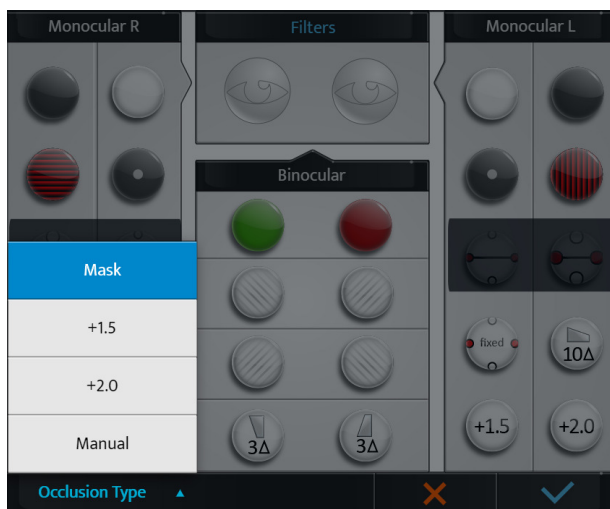 Monocular R
Filters
Monocular L
Binocular
Mask
+1.5
+2.0
Manual
fixed
10Δ
3Δ
3Δ
+1.5
+2.0
Occlusion Type